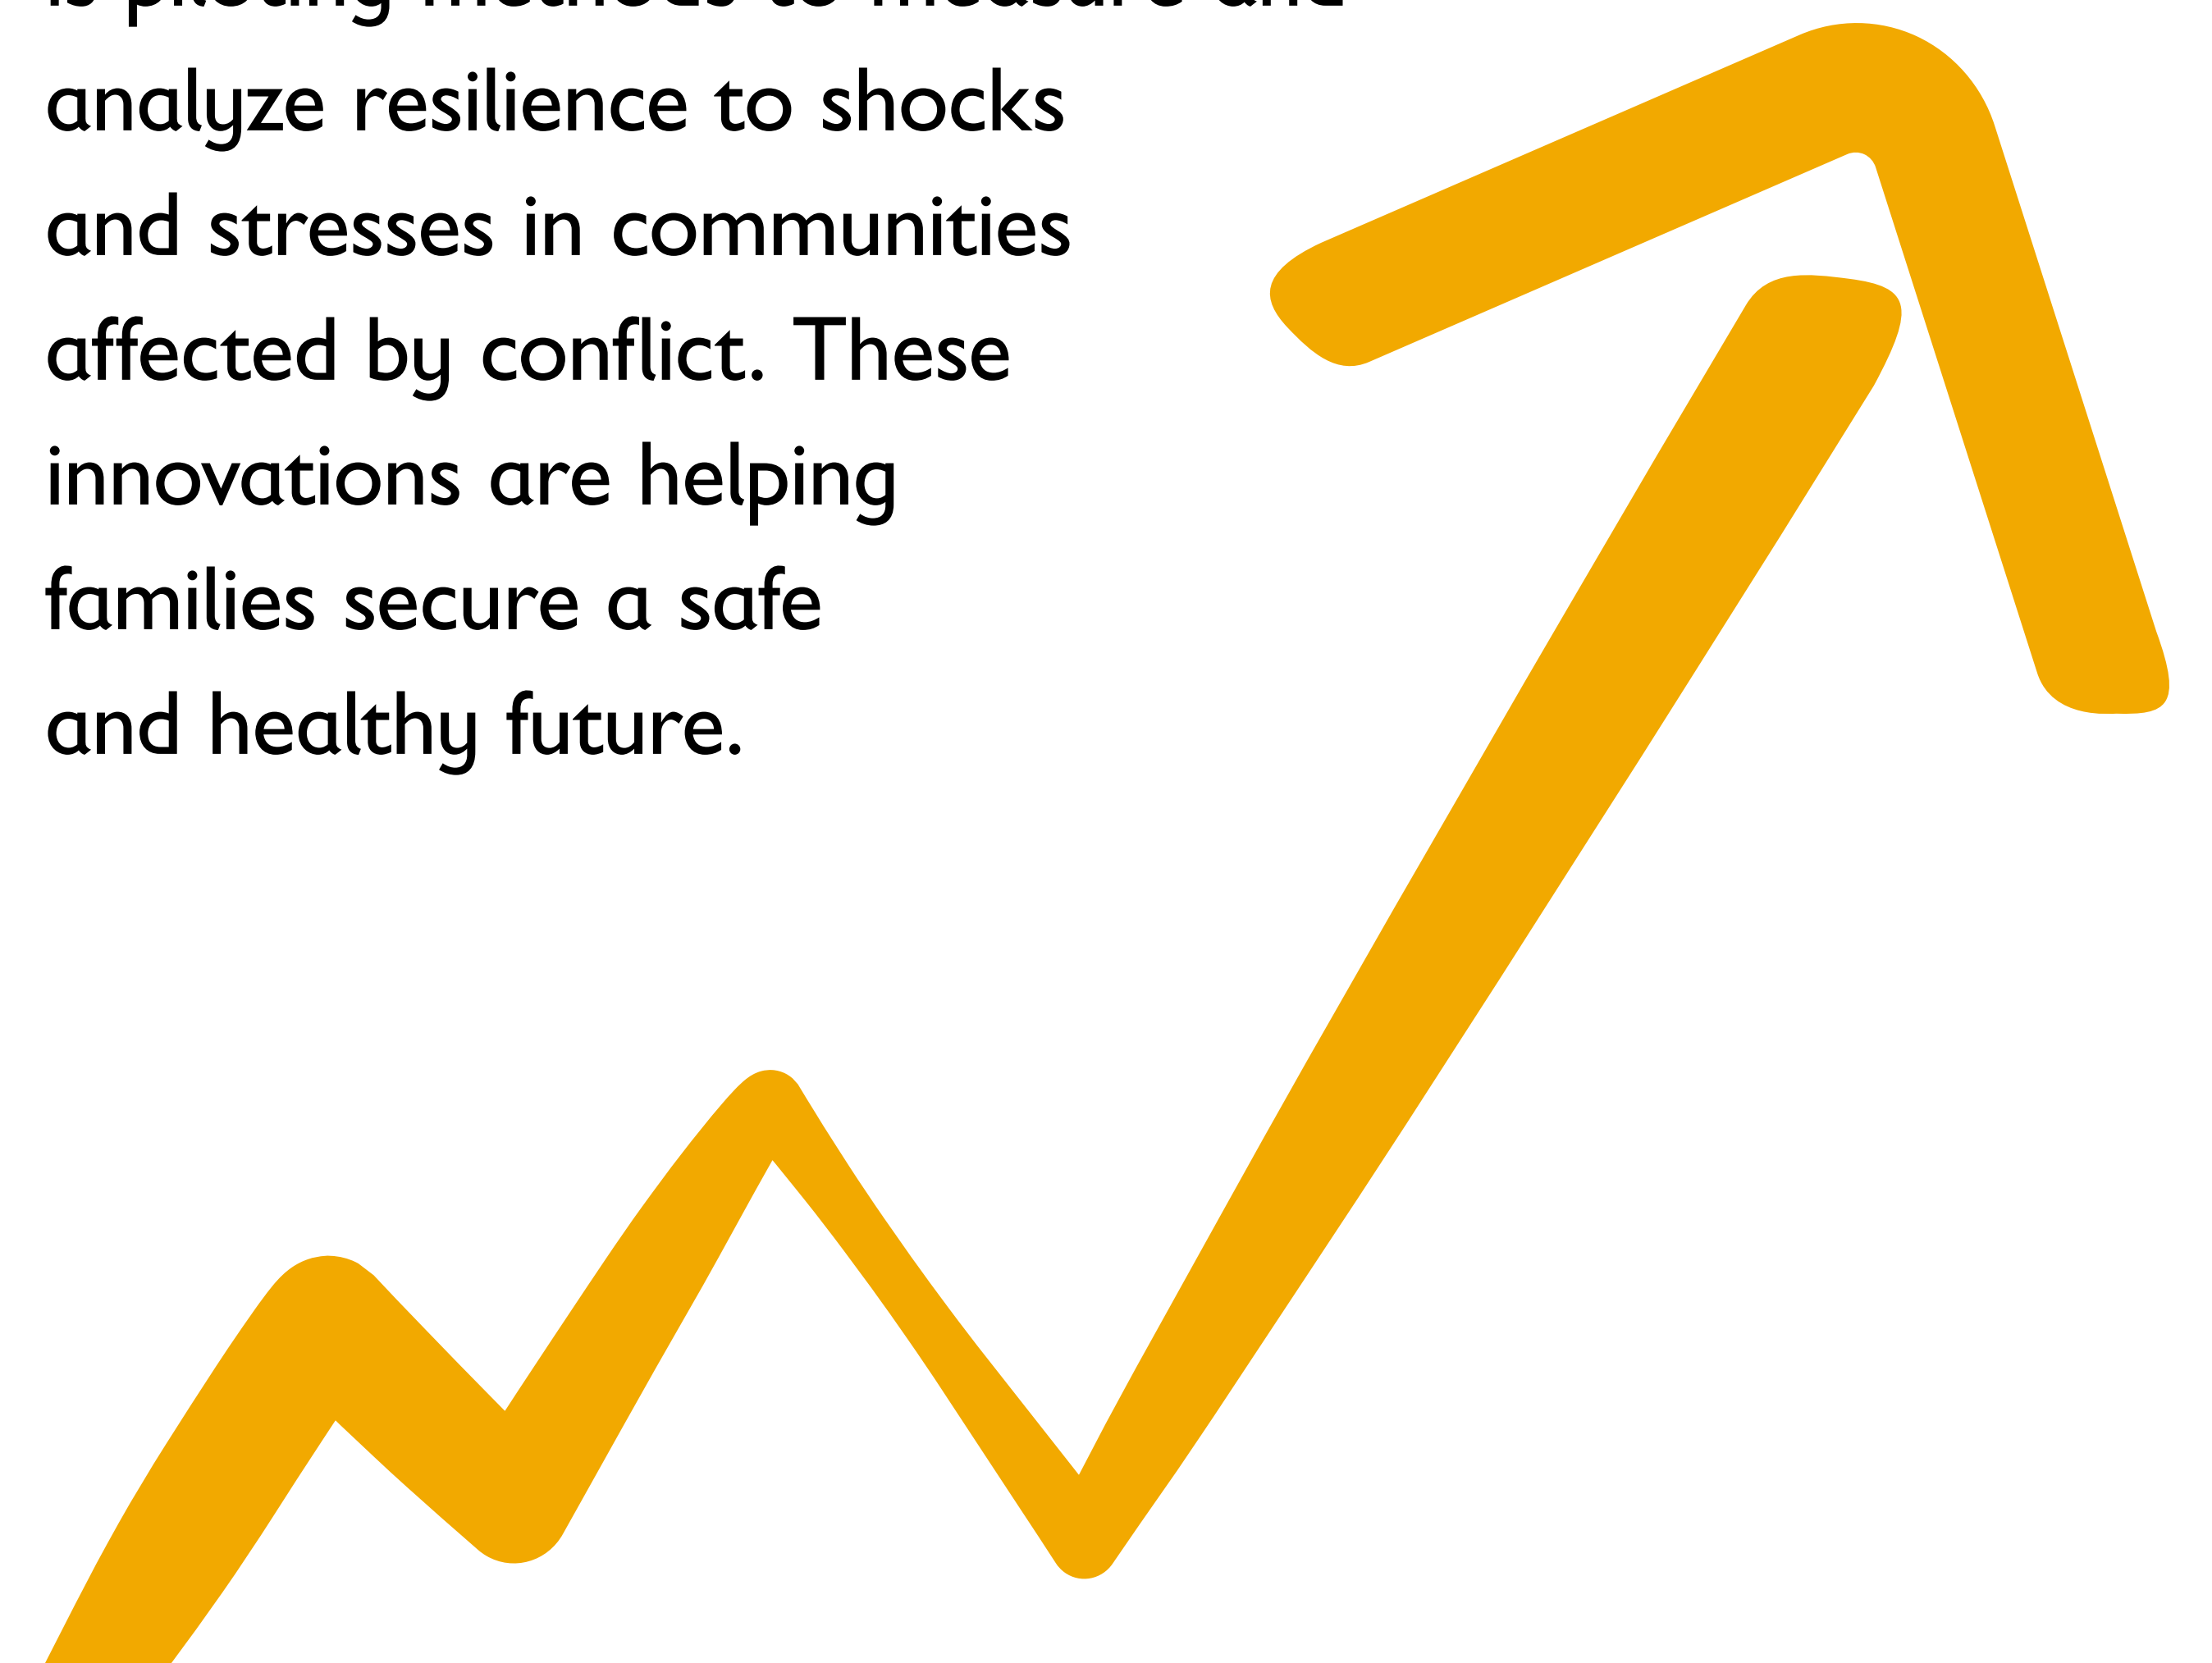 analyze resilience to shocks
and stresses in communities
affected by conflict. These
innovations are helping
families secure a safe
and healthy future.